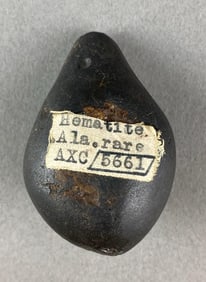 Hematite
Ala. rare
AXC/5661/